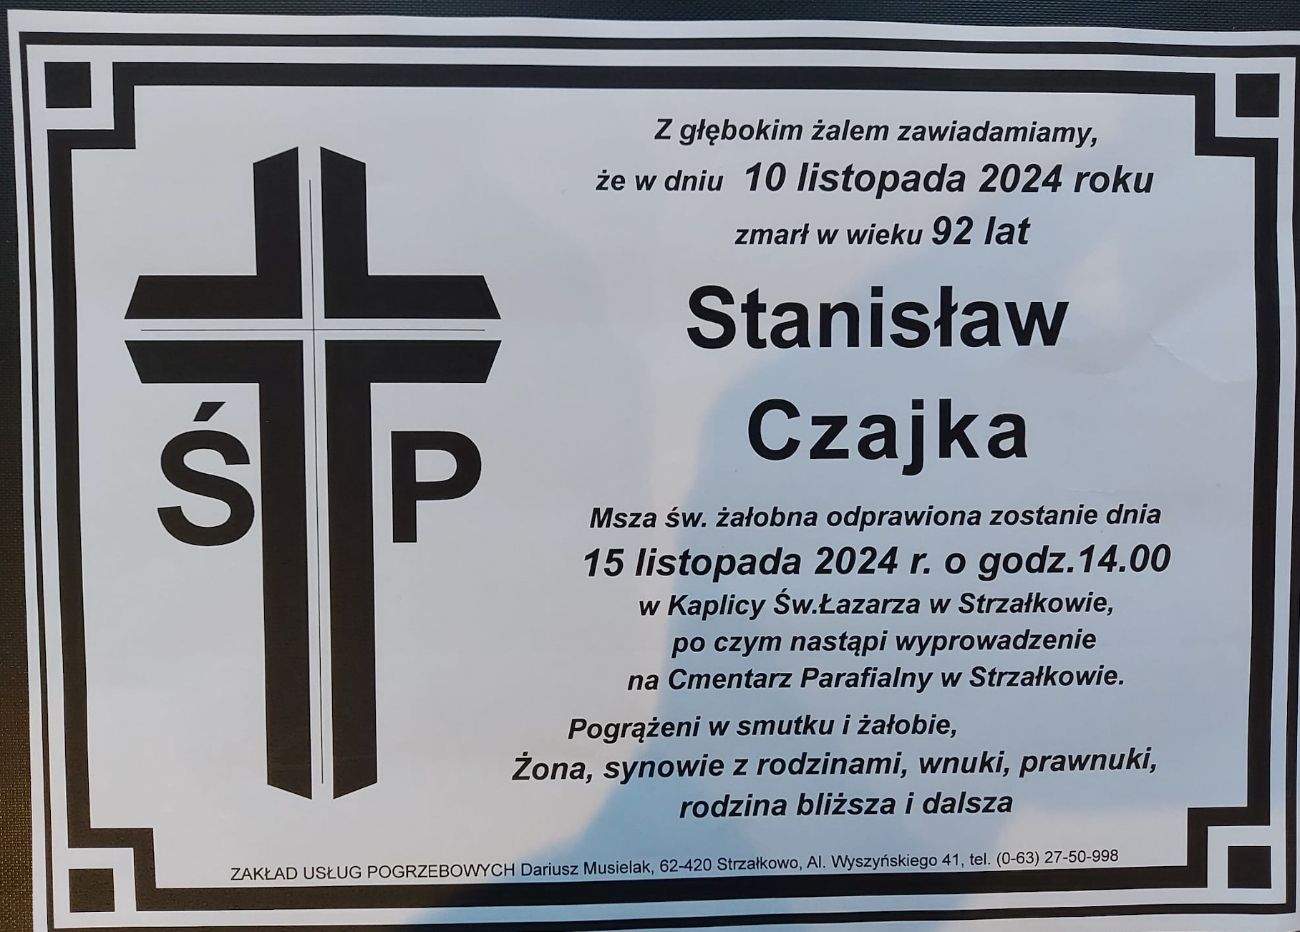 Z głębokim żalem zawiadamiamy,
że w dniu 10 listopada 2024 roku
zmarł w wieku 92 lat
Stanisław
Czajka
Ś P
Msza św. żałobna odprawiona zostanie dnia
15 listopada 2024 r. o godz.14.00
w Kaplicy Św.Łazarza w Strzałkowie,
po czym nastąpi wyprowadzenie
na Cmentarz Parafialny w Strzałkowie.
Pogrążeni w smutku i żałobie,
Żona, synowie z rodzinami, wnuki, prawnuki,
rodzina bliższa i dalsza
ZAKŁAD USŁUG POGRZEBOWYCH Dariusz Musielak, 62-420 Strzałkowo, Al. Wyszyńskiego 41, tel. (0-63) 27-50-998